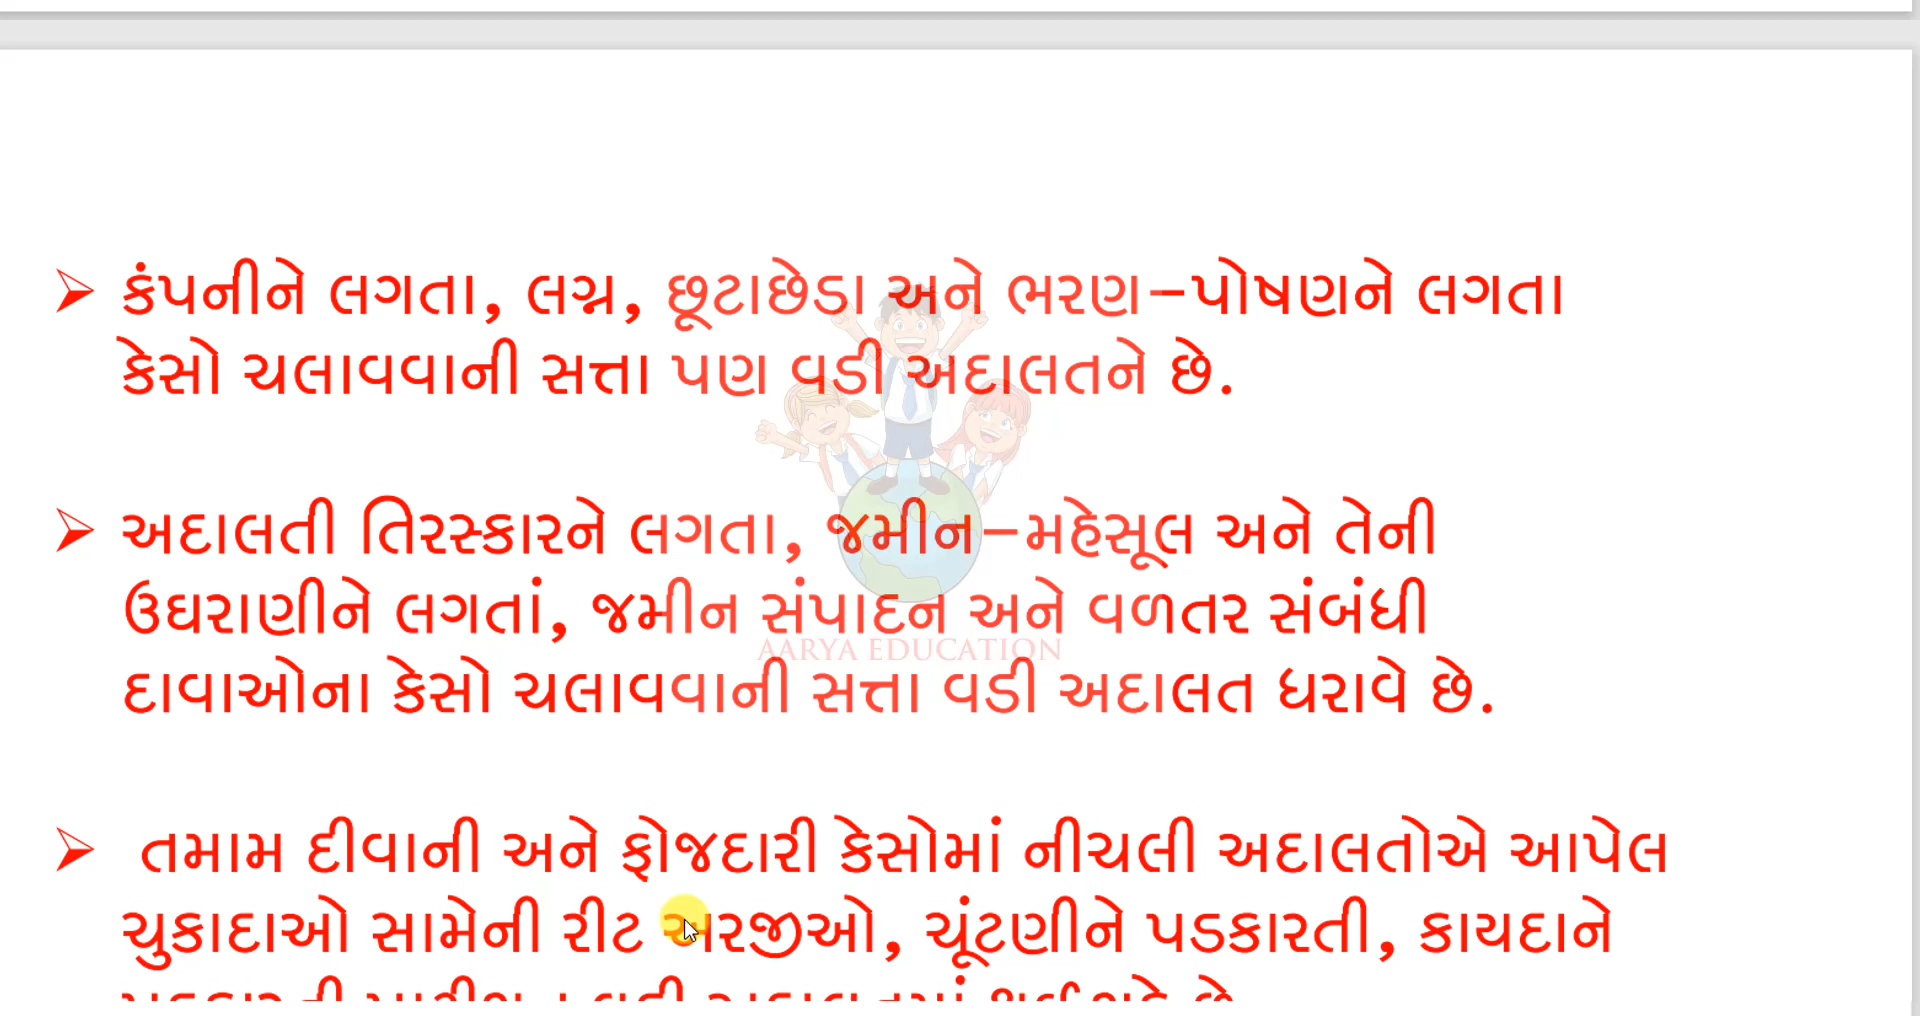 ➢ કંપનીને લગતા, લગ્ન, છૂટાછેડા અને ભરણ–પોષણને લગતા
કેસો ચલાવવાની સત્તા પણ વડી અદાલતને છે.
➢ અદાલતી તિરસ્કારને લગતા, જમીન–મહેસૂલ અને તેની
ઉઘરાણીને લગતાં, જમીન સંપાદન અને વળતર સંબંધી
AARYA EDUCATION
દાવાઓના કેસો ચલાવવાની સત્તા વડી અદાલત ધરાવે છે.
➢ તમામ દીવાની અને ફોજદારી કેસોમાં નીચલી અદાલતોએ આપેલ
ચુકાદાઓ સામેની રીટ અરજીઓ, ચૂંટણીને પડકારતી, કાયદાને